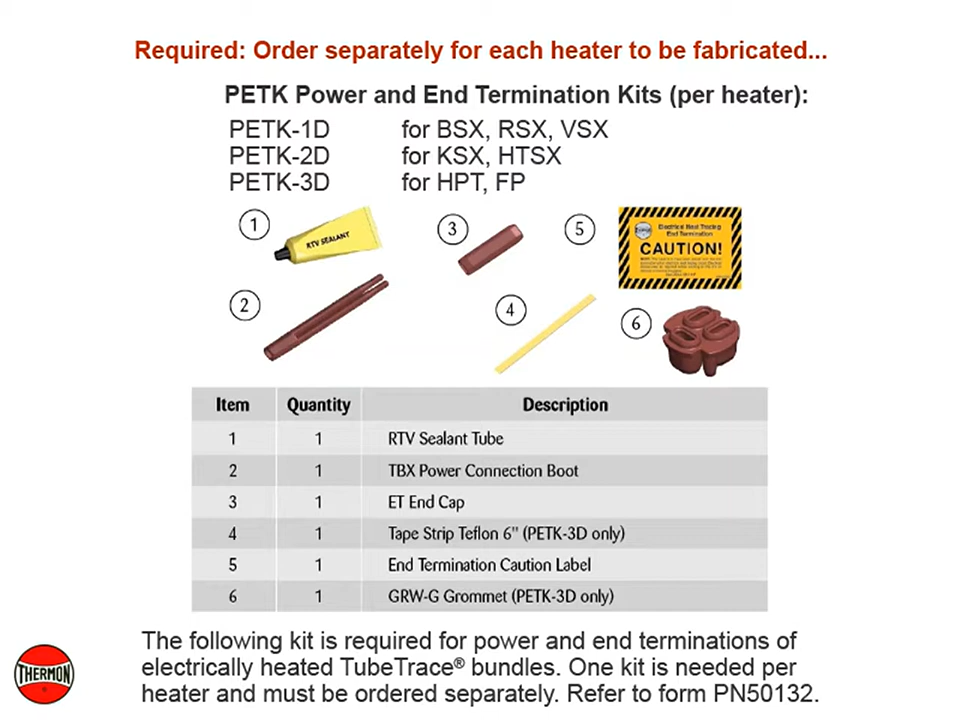 Required: Order separately for each heater to be fabricated...
PETK Power and End Termination Kits (per heater):
PETK-1D for BSX, RSX, VSX
PETK-2D for KSX, HTSX
PETK-3D for HPT, FP
1
RTV SEALANT
3
5
Electrical Heat Tracing
End Termination
CAUTION!
2
4
6
Item Quantity Description
1 1 RTV Sealant Tube
2 1 TBX Power Connection Boot
3 1 ET End Cap
4 1 Tape Strip Teflon 6" (PETK-3D only)
5 1 End Termination Caution Label
6 1 GRW-G Grommet (PETK-3D only)
The following kit is required for power and end terminations of
electrically heated TubeTrace® bundles. One kit is needed per
heater and must be ordered separately. Refer to form PN50132.
THERMON
®